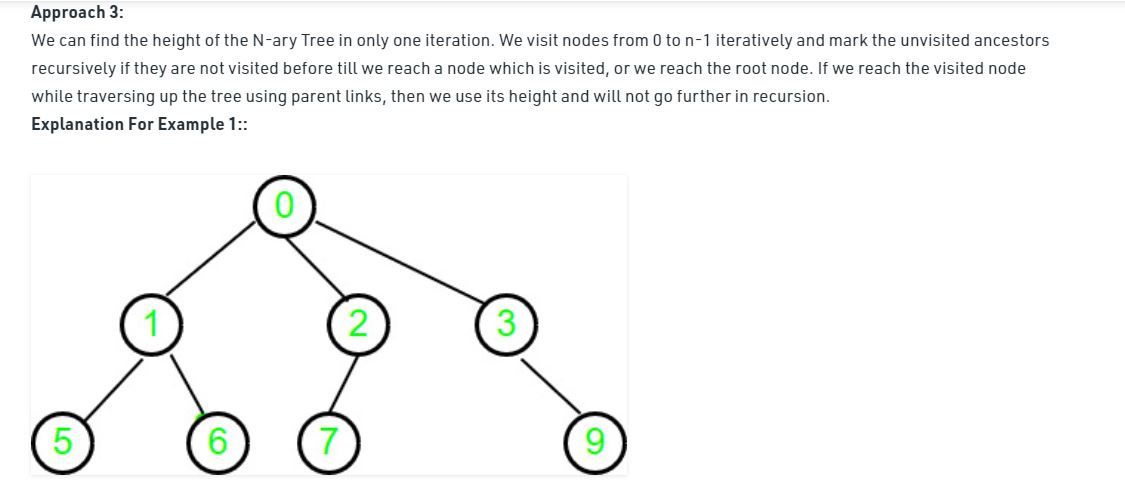 Approach 3:
We can find the height of the N-ary Tree in only one iteration. We visit nodes from 0 to n-1 iteratively and mark the unvisited ancestors
recursively if they are not visited before till we reach a node which is visited, or we reach the root node. If we reach the visited node
while traversing up the tree using parent links, then we use its height and will not go further in recursion.
Explanation For Example 1::
0
1 2 3
5 6 7 9